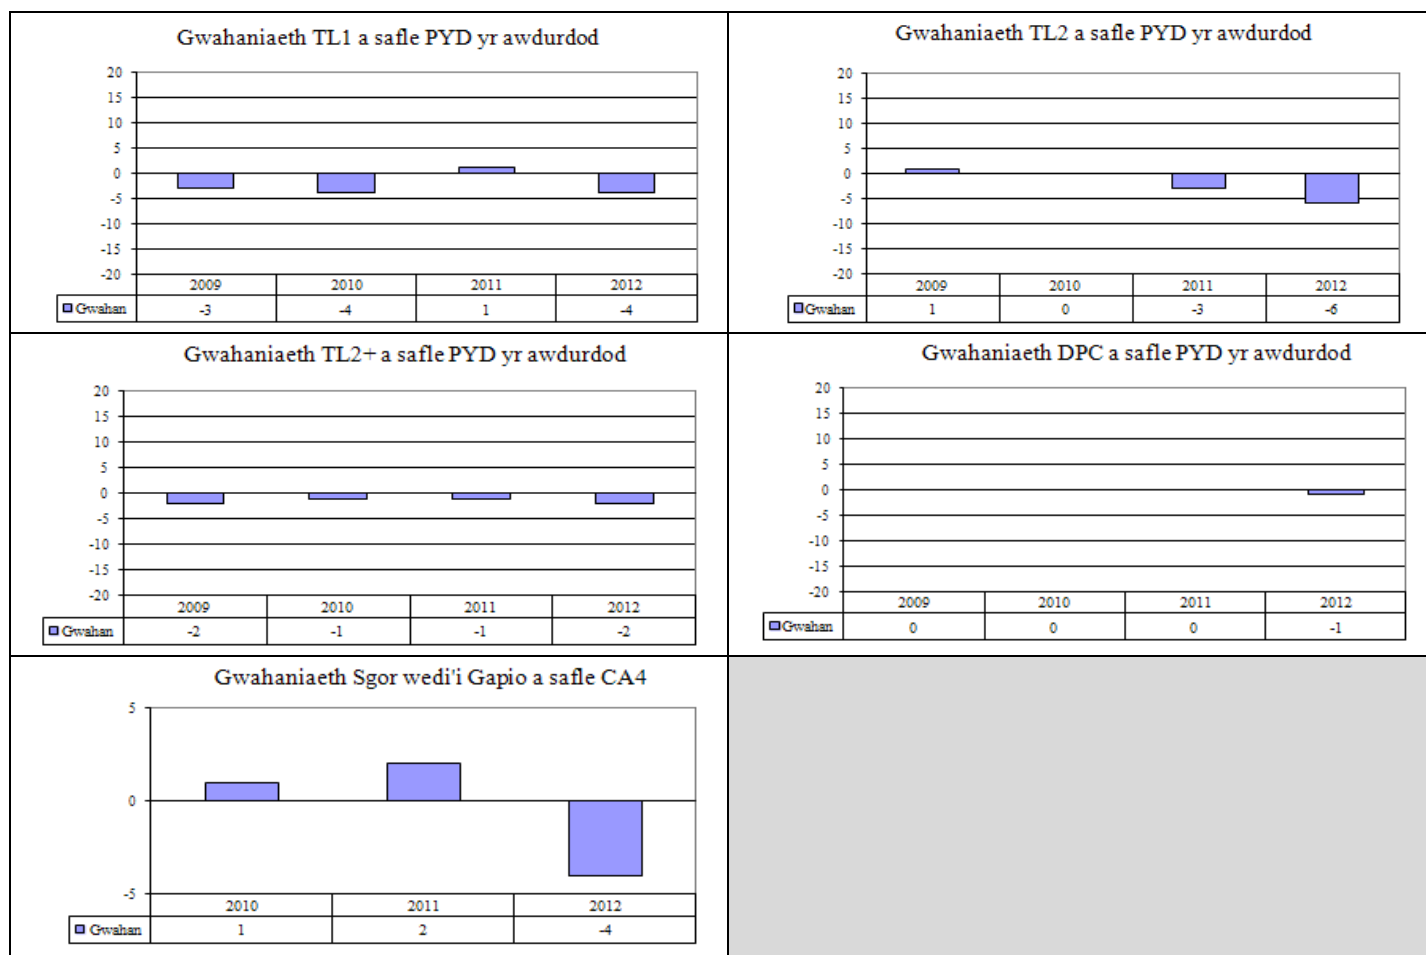 Gwahaniaeth TL1 a safle PYD yr awdurdod
20
15
10
5
0
-5
-10
-15
-20
2009 2010 2011 2012
Gwahan -3 -4 1 -4
Gwahaniaeth TL2 a safle PYD yr awdurdod
20
15
10
5
0
-5
-10
-15
-20
2009 2010 2011 2012
Gwahan 1 0 -3 -6
Gwahaniaeth TL2+ a safle PYD yr awdurdod
20
15
10
5
0
-5
-10
-15
-20
2009 2010 2011 2012
Gwahan -2 -1 -1 -2
Gwahaniaeth DPC a safle PYD yr awdurdod
20
15
10
5
0
-5
-10
-15
-20
2009 2010 2011 2012
Gwahan 0 0 0 -1
Gwahaniaeth Sgor wedi'i Gapio a safle CA4
5
0
-5
2010 2011 2012
Gwahan 1 2 -4